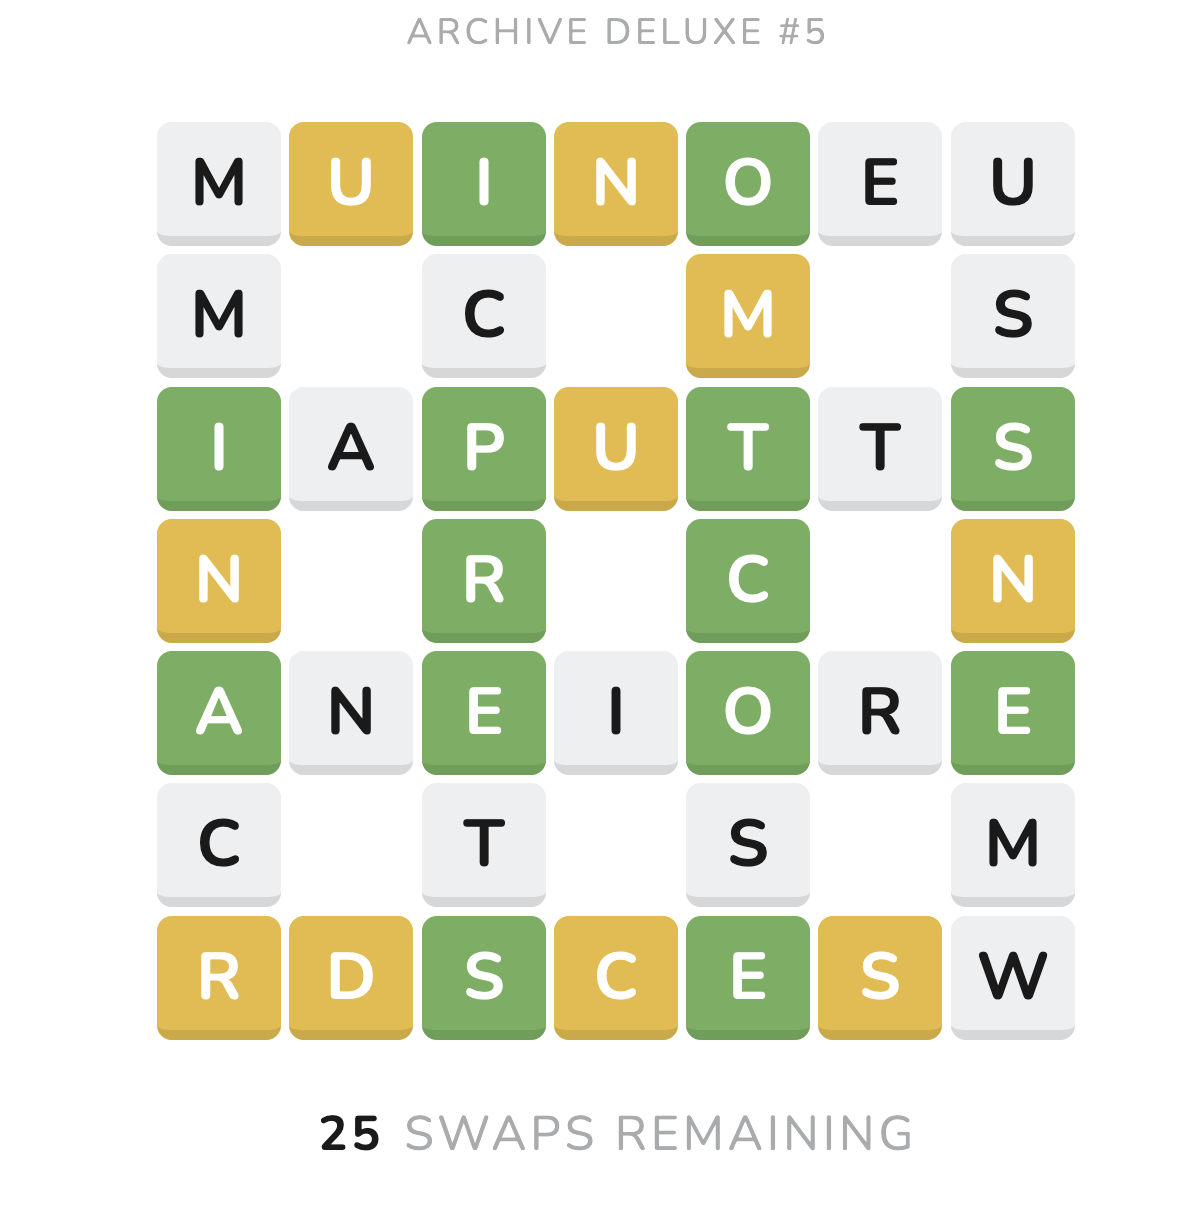 ARCHIVE DELUXE #5
M U I N O E U
M C M S
I A P U T T S
N R C N
A N E I O R E
C T S M
R D S C E S W
25 SWAPS REMAINING